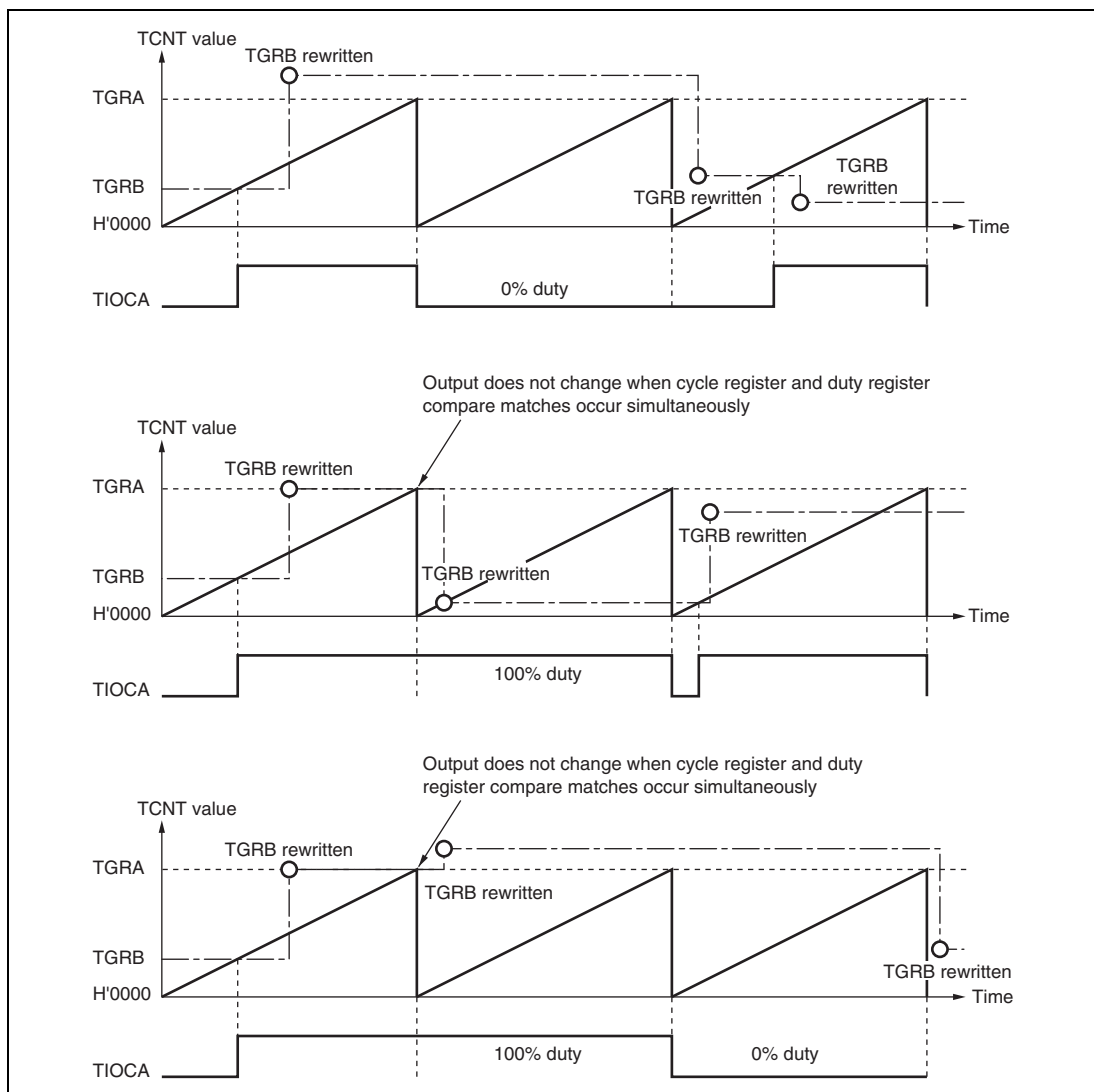 TCNT value
TGRB rewritten
TGRA
TGRB
rewritten
TGRB
TGRB rewritten
H'0000
Time
0% duty
TIOCA
Output does not change when cycle register and duty register
compare matches occur simultaneously
TCNT value
TGRB rewritten
TGRA
TGRB rewritten
TGRB
TGRB rewritten
H'0000
Time
100% duty
TIOCA
Output does not change when cycle register and duty
register compare matches occur simultaneously
TCNT value
TGRB rewritten
TGRA
TGRB rewritten
TGRB
TGRB rewritten
H'0000
Time
100% duty
0% duty
TIOCA